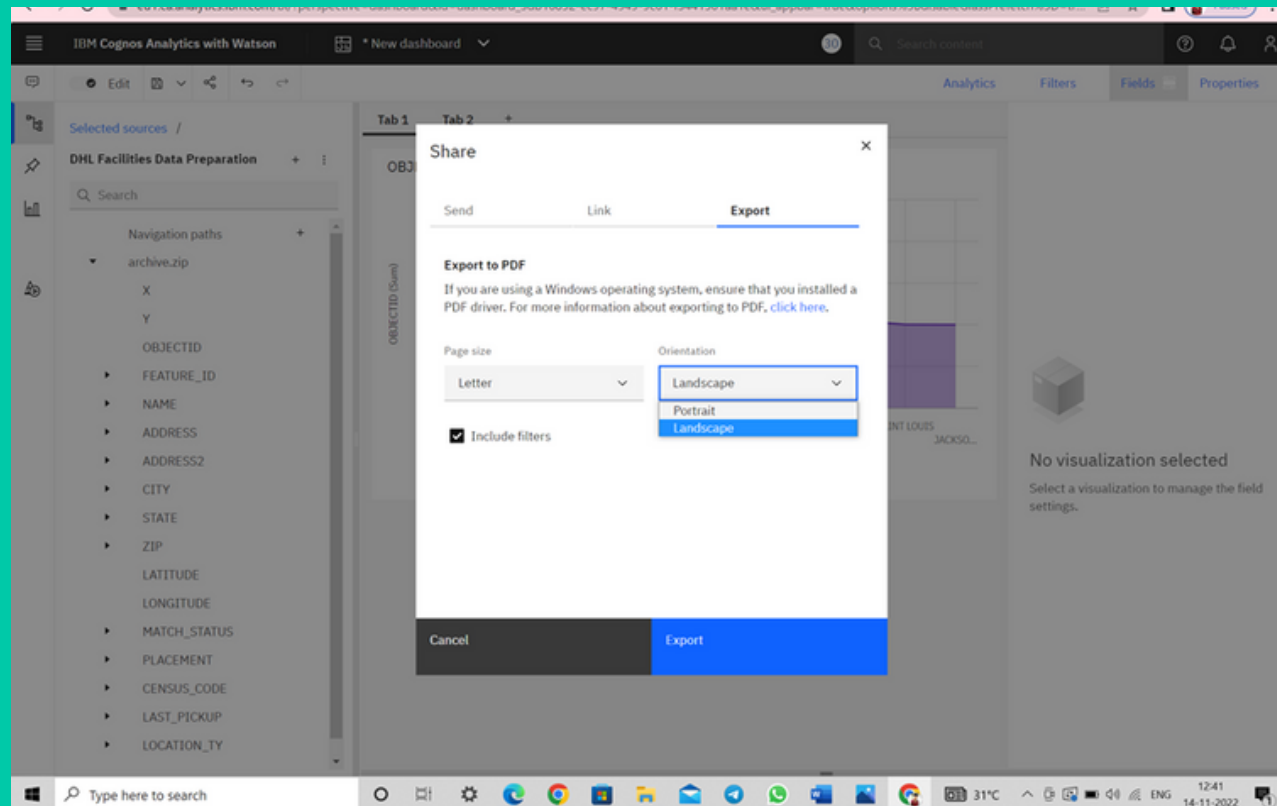 IBM Cognos Analytics with Watson
* New dashboard
30
Search content
Edit
Analytics
Filters
Fields
Properties
Selected sources /
DHL Facilities Data Preparation
Search
Navigation paths
archive.zip
X
Y
OBJECTID
FEATURE_ID
NAME
ADDRESS
ADDRESS2
CITY
STATE
ZIP
LATITUDE
LONGITUDE
MATCH_STATUS
PLACEMENT
CENSUS_CODE
LAST_PICKUP
LOCATION_TY
Tab 1
Tab 2
OBJ
OBJECTID (Sum)
Share
Send
Link
Export
Export to PDF
If you are using a Windows operating system, ensure that you installed a
PDF driver. For more information about exporting to PDF, click here.
Page size
Orientation
Letter
Landscape
Portrait
Landscape
Include filters
Cancel
Export
INT LOUIS
JACKSO...
No visualization selected
Select a visualization to manage the field
settings.
Type here to search
31°C
ENG
12:41
14-11-2022